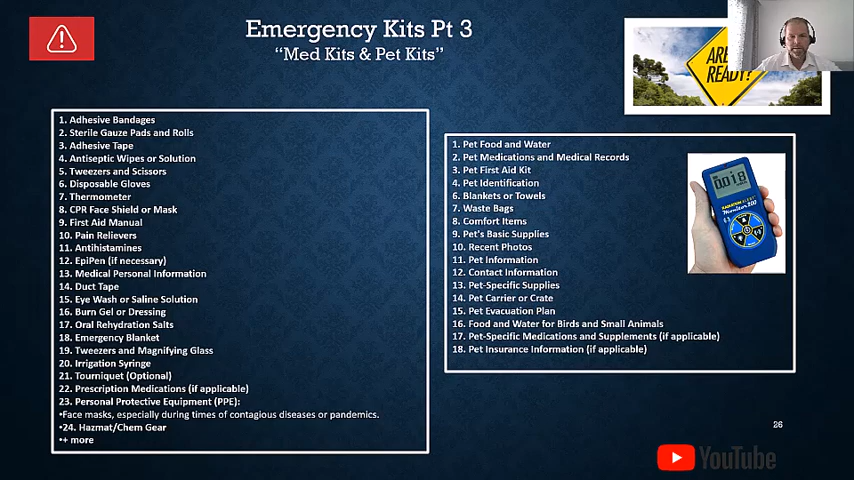 Emergency Kits Pt 3
“Med Kits & Pet Kits”
ARE
READY?
1. Adhesive Bandages
2. Sterile Gauze Pads and Rolls
3. Adhesive Tape
4. Antiseptic Wipes or Solution
5. Tweezers and Scissors
6. Disposable Gloves
7. Thermometer
8. CPR Face Shield or Mask
9. First Aid Manual
10. Pain Relievers
11. Antihistamines
12. EpiPen (if necessary)
13. Medical Personal Information
14. Duct Tape
15. Eye Wash or Saline Solution
16. Burn Gel or Dressing
17. Oral Rehydration Salts
18. Emergency Blanket
19. Tweezers and Magnifying Glass
20. Irrigation Syringe
21. Tourniquet (Optional)
22. Prescription Medications (if applicable)
23. Personal Protective Equipment (PPE):
•Face masks, especially during times of contagious diseases or pandemics.
•24. Hazmat/Chem Gear
•+ more
1. Pet Food and Water
2. Pet Medications and Medical Records
3. Pet First Aid Kit
4. Pet Identification
6. Blankets or Towels
7. Waste Bags
8. Comfort Items
9. Pet's Basic Supplies
10. Recent Photos
11. Pet Information
12. Contact Information
13. Pet-Specific Supplies
14. Pet Carrier or Crate
15. Pet Evacuation Plan
16. Food and Water for Birds and Small Animals
17. Pet-Specific Medications and Supplements (if applicable)
18. Pet Insurance Information (if applicable)
0.018
Monitor 200
26
YouTube